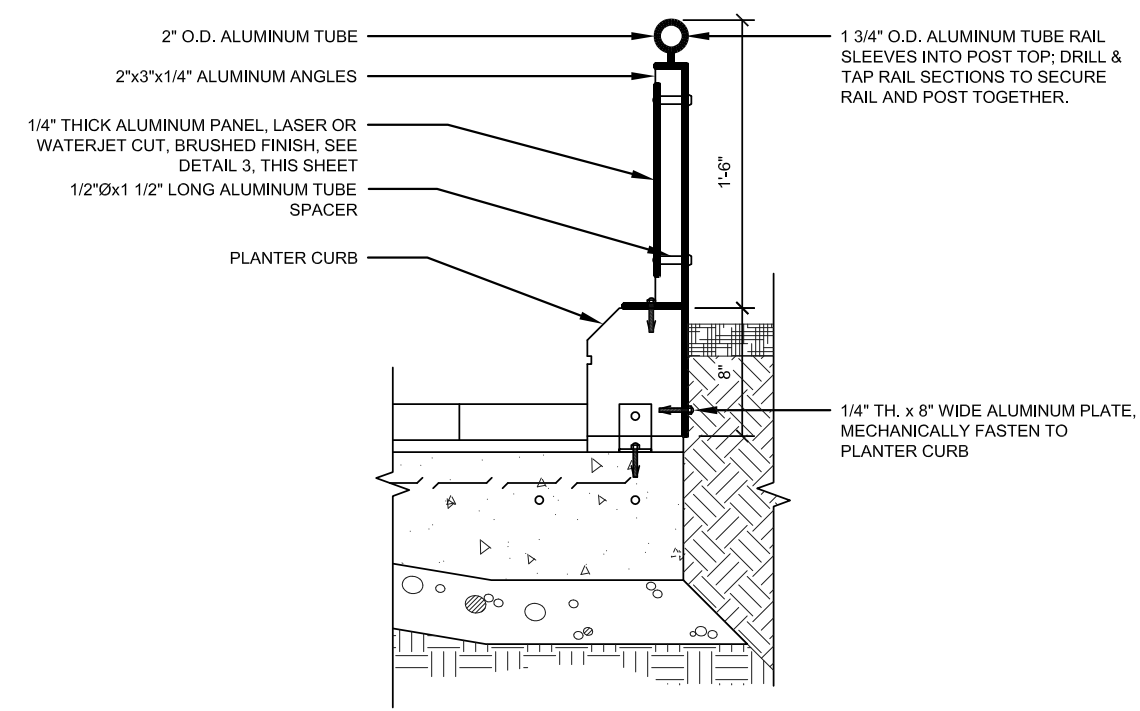 2" O.D. ALUMINUM TUBE
2"x3"x1/4" ALUMINUM ANGLES
1/4" THICK ALUMINUM PANEL, LASER OR
WATERJET CUT, BRUSHED FINISH, SEE
DETAIL 3, THIS SHEET
1/2"Øx1 1/2" LONG ALUMINUM TUBE
SPACER
PLANTER CURB
1 3/4" O.D. ALUMINUM TUBE RAIL
SLEEVES INTO POST TOP; DRILL &
TAP RAIL SECTIONS TO SECURE
RAIL AND POST TOGETHER.
1'-6"
8"
1/4" TH. x 8" WIDE ALUMINUM PLATE,
MECHANICALLY FASTEN TO
PLANTER CURB